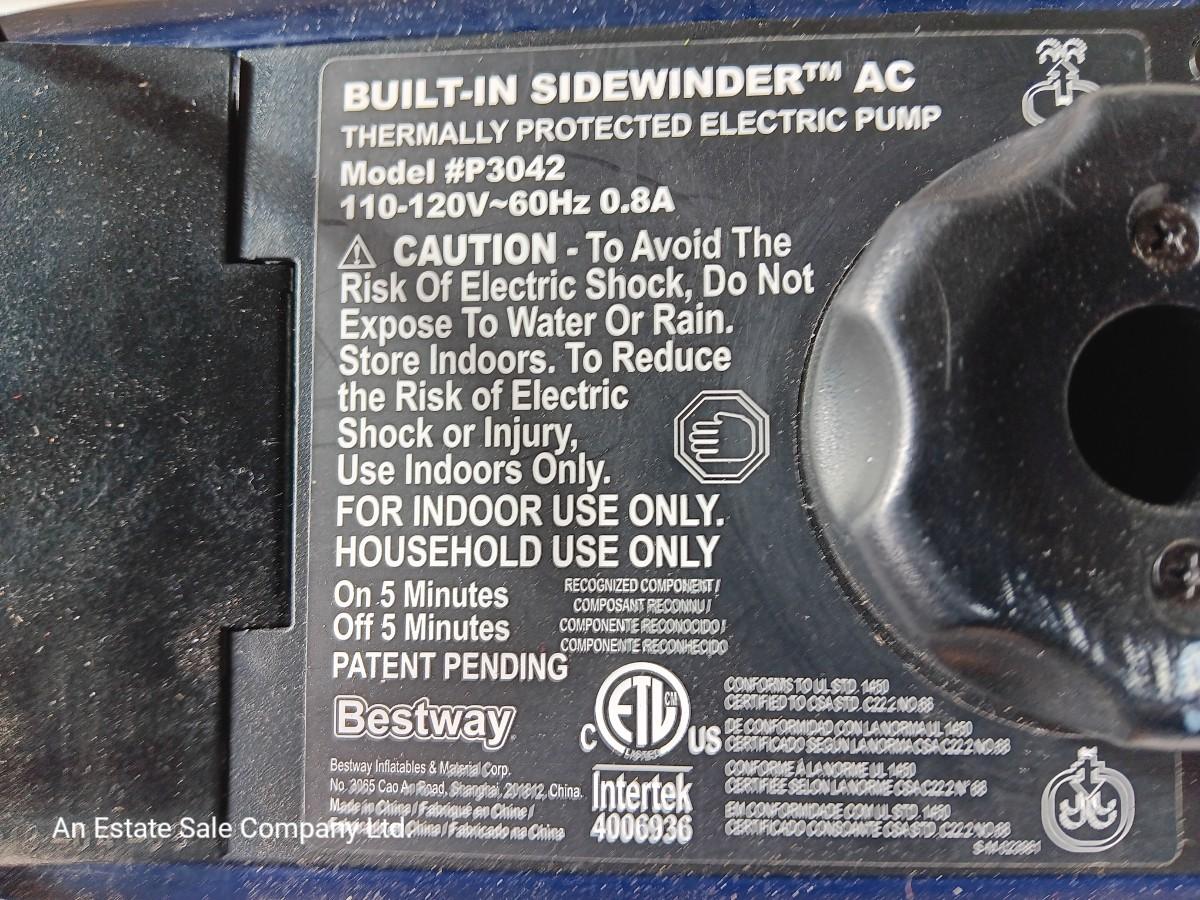 BUILT-IN SIDEWINDER™ AC
THERMALLY PROTECTED ELECTRIC PUMP
Model #P3042
110-120V~60Hz 0.8A
⚠ CAUTION - To Avoid The
Risk Of Electric Shock, Do Not
Expose To Water Or Rain.
Store Indoors. To Reduce
the Risk of Electric
Shock or Injury,
Use Indoors Only.
FOR INDOOR USE ONLY.
HOUSEHOLD USE ONLY
On 5 Minutes
Off 5 Minutes
PATENT PENDING
RECOGNIZED COMPONENT /
COMPOSANT RECONNU /
COMPONENTE RECONOCIDO /
COMPONENTE RECONHECIDO
Bestway
Bestway Inflatables & Material Corp.
No. 3065 Cao An Road, Shanghai, 201812, China.
Made in China / Fabriqué en Chine /
China / Fabricado na China
C ETL CM US
LISTED
Intertek
4006936
CONFORMS TO UL STD. 1450
CERTIFIED TO CSA STD. C22.2 NO.68
DE CONFORMIDAD CON LA NORMA UL 1450
CERTIFICADO SEGÚN LA NORMA CSA C22.2 NO.68
CONFORME À LA NORME UL 1450
CERTIFIÉE SELON LA NORME CSA C22.2 N° 68
EM CONFORMIDADE COM UL STD. 1450
CERTIFICADO CONSOANTE CSA STD. C22.2 NO.68
An Estate Sale Company Ltd.